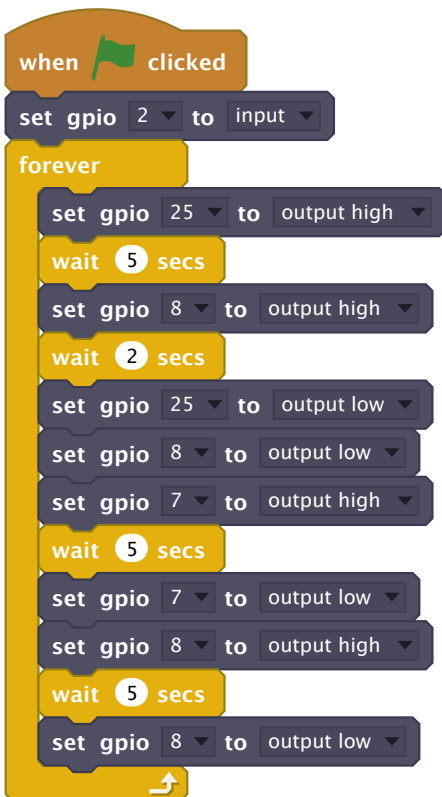 when clicked
set gpio 2 to input
forever
set gpio 25 to output high
wait 5 secs
set gpio 8 to output high
wait 2 secs
set gpio 25 to output low
set gpio 8 to output low
set gpio 7 to output high
wait 5 secs
set gpio 7 to output low
set gpio 8 to output high
wait 5 secs
set gpio 8 to output low